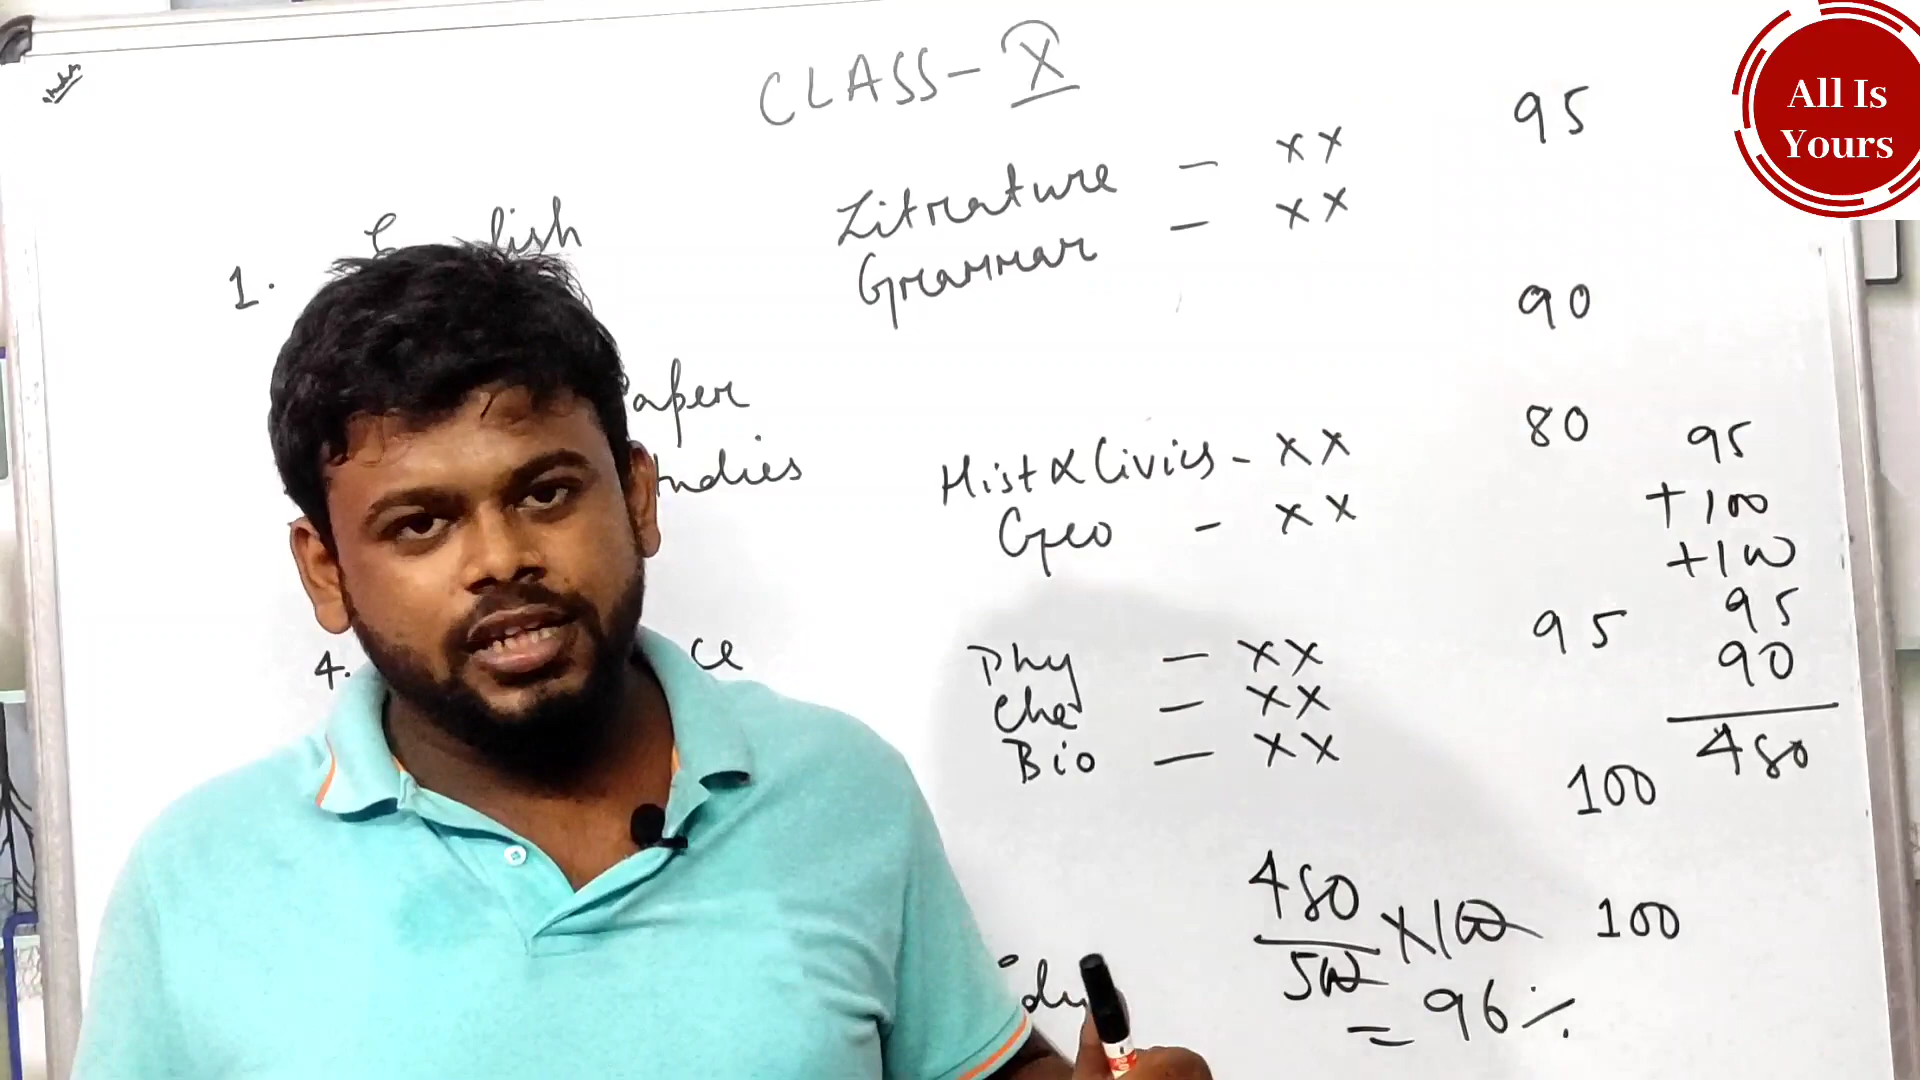 CLASS - X
All Is
Yours
1.
Litrature - XX 95
Grammar - XX
90
aper
tudies
Hist & Civics - XX 80
Geo - XX
95
+100
+100
95
90
480
4. ce
Phy - XX 95
Che - XX
Bio - XX
100
480/500 X100
= 96%
100